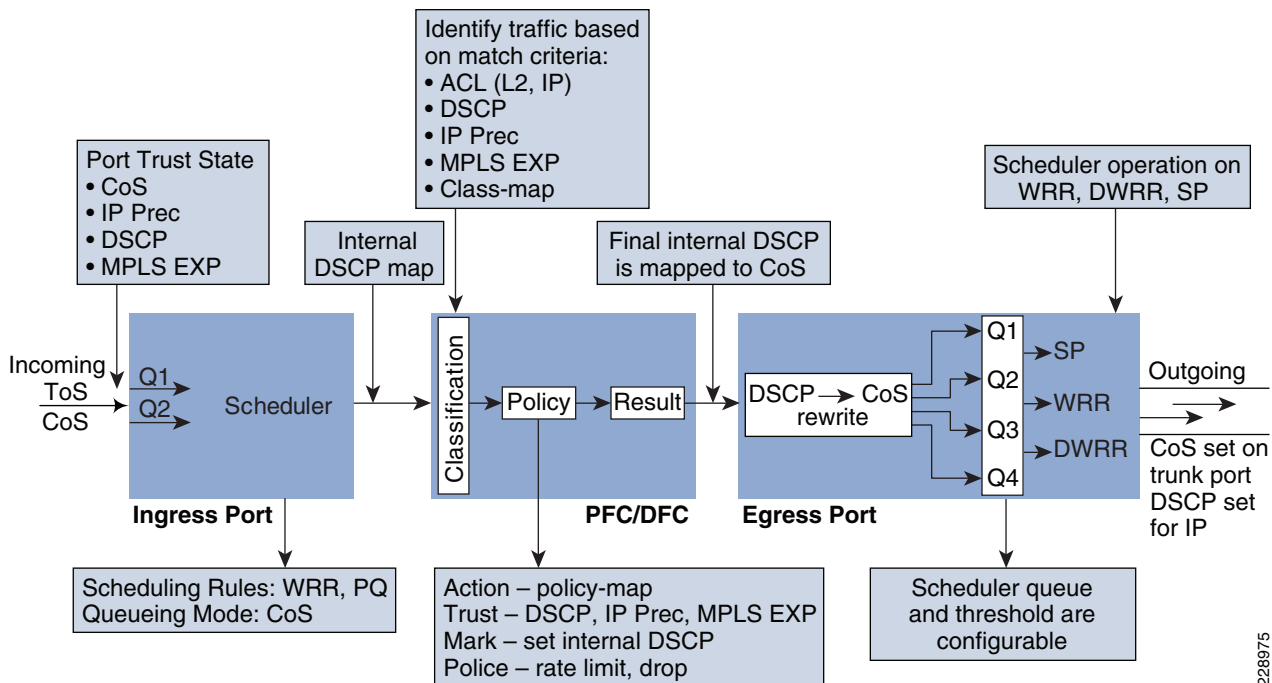 Identify traffic based
on match criteria:
• ACL (L2, IP)
• DSCP
• IP Prec
• MPLS EXP
• Class-map
Port Trust State
• CoS
• IP Prec
• DSCP
• MPLS EXP
Internal
DSCP map
Final internal DSCP
is mapped to CoS
Scheduler operation on
WRR, DWRR, SP
Incoming
ToS
CoS
Q1
Q2
Scheduler
Ingress Port
Classification
Policy
Result
PFC/DFC
DSCP → CoS
rewrite
Q1
Q2
Q3
Q4
SP
WRR
DWRR
Egress Port
Outgoing
CoS set on
trunk port
DSCP set
for IP
Scheduling Rules: WRR, PQ
Queueing Mode: CoS
Action – policy-map
Trust – DSCP, IP Prec, MPLS EXP
Mark – set internal DSCP
Police – rate limit, drop
Scheduler queue
and threshold are
configurable
228975